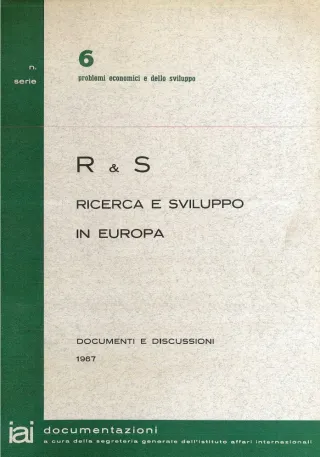 n.
serie
6
problemi economici e dello sviluppo
R & S
RICERCA E SVILUPPO
IN EUROPA
DOCUMENTI E DISCUSSIONI
1967
iai documentazioni
a cura della segreteria generale dell'istituto affari internazionali